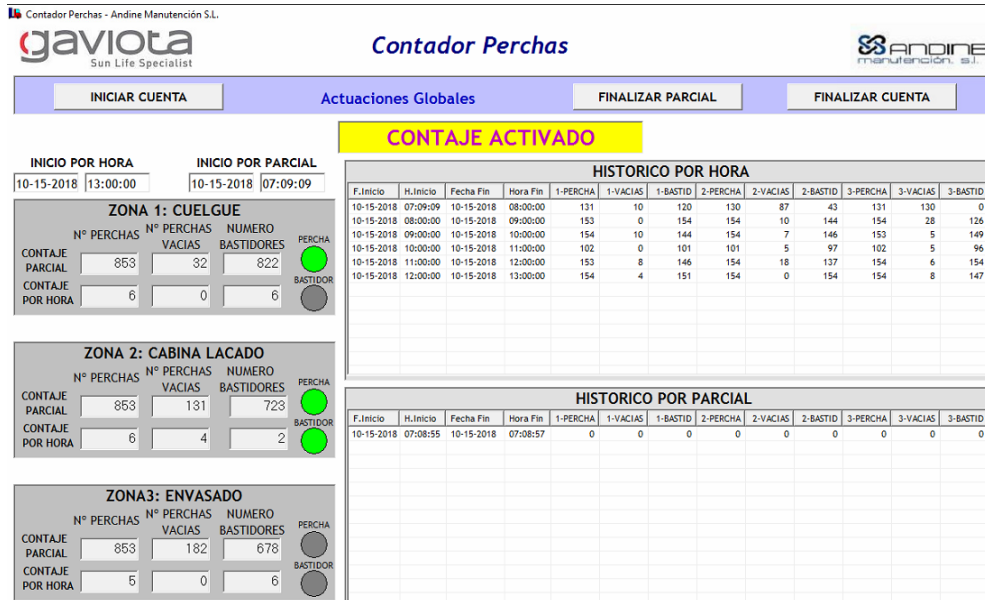 Contador Perchas - Andine Manutención S.L.
gaviota
Sun Life Specialist
Contador Perchas
ANDINE
manutención, s.l.
INICIAR CUENTA
Actuaciones Globales
FINALIZAR PARCIAL
FINALIZAR CUENTA
CONTAJE ACTIVADO
INICIO POR HORA
INICIO POR PARCIAL
10-15-2018 13:00:00
10-15-2018 07:09:09
ZONA 1: CUELGUE
Nº PERCHAS Nº PERCHAS VACIAS NUMERO BASTIDORES PERCHA
CONTAJE PARCIAL 853 32 822
BASTIDOR
CONTAJE POR HORA 6 0 6
ZONA 2: CABINA LACADO
Nº PERCHAS Nº PERCHAS VACIAS NUMERO BASTIDORES PERCHA
CONTAJE PARCIAL 853 131 723
BASTIDOR
CONTAJE POR HORA 6 4 2
ZONA3: ENVASADO
Nº PERCHAS Nº PERCHAS VACIAS NUMERO BASTIDORES PERCHA
CONTAJE PARCIAL 853 182 678
BASTIDOR
CONTAJE POR HORA 5 0 6
HISTORICO POR HORA
F.Inicio H.Inicio Fecha Fin Hora Fin 1-PERCHA 1-VACIAS 1-BASTID 2-PERCHA 2-VACIAS 2-BASTID 3-PERCHA 3-VACIAS 3-BASTID
10-15-2018 07:09:09 10-15-2018 08:00:00 131 10 120 130 87 43 131 130 0
10-15-2018 08:00:00 10-15-2018 09:00:00 153 0 154 154 10 144 154 28 126
10-15-2018 09:00:00 10-15-2018 10:00:00 154 10 144 154 7 146 153 5 149
10-15-2018 10:00:00 10-15-2018 11:00:00 102 0 101 101 5 97 102 5 96
10-15-2018 11:00:00 10-15-2018 12:00:00 153 8 146 154 18 137 154 6 154
10-15-2018 12:00:00 10-15-2018 13:00:00 154 4 151 154 0 154 154 8 147
HISTORICO POR PARCIAL
F.Inicio H.Inicio Fecha Fin Hora Fin 1-PERCHA 1-VACIAS 1-BASTID 2-PERCHA 2-VACIAS 2-BASTID 3-PERCHA 3-VACIAS 3-BASTID
10-15-2018 07:08:55 10-15-2018 07:08:57 0 0 0 0 0 0 0 0 0